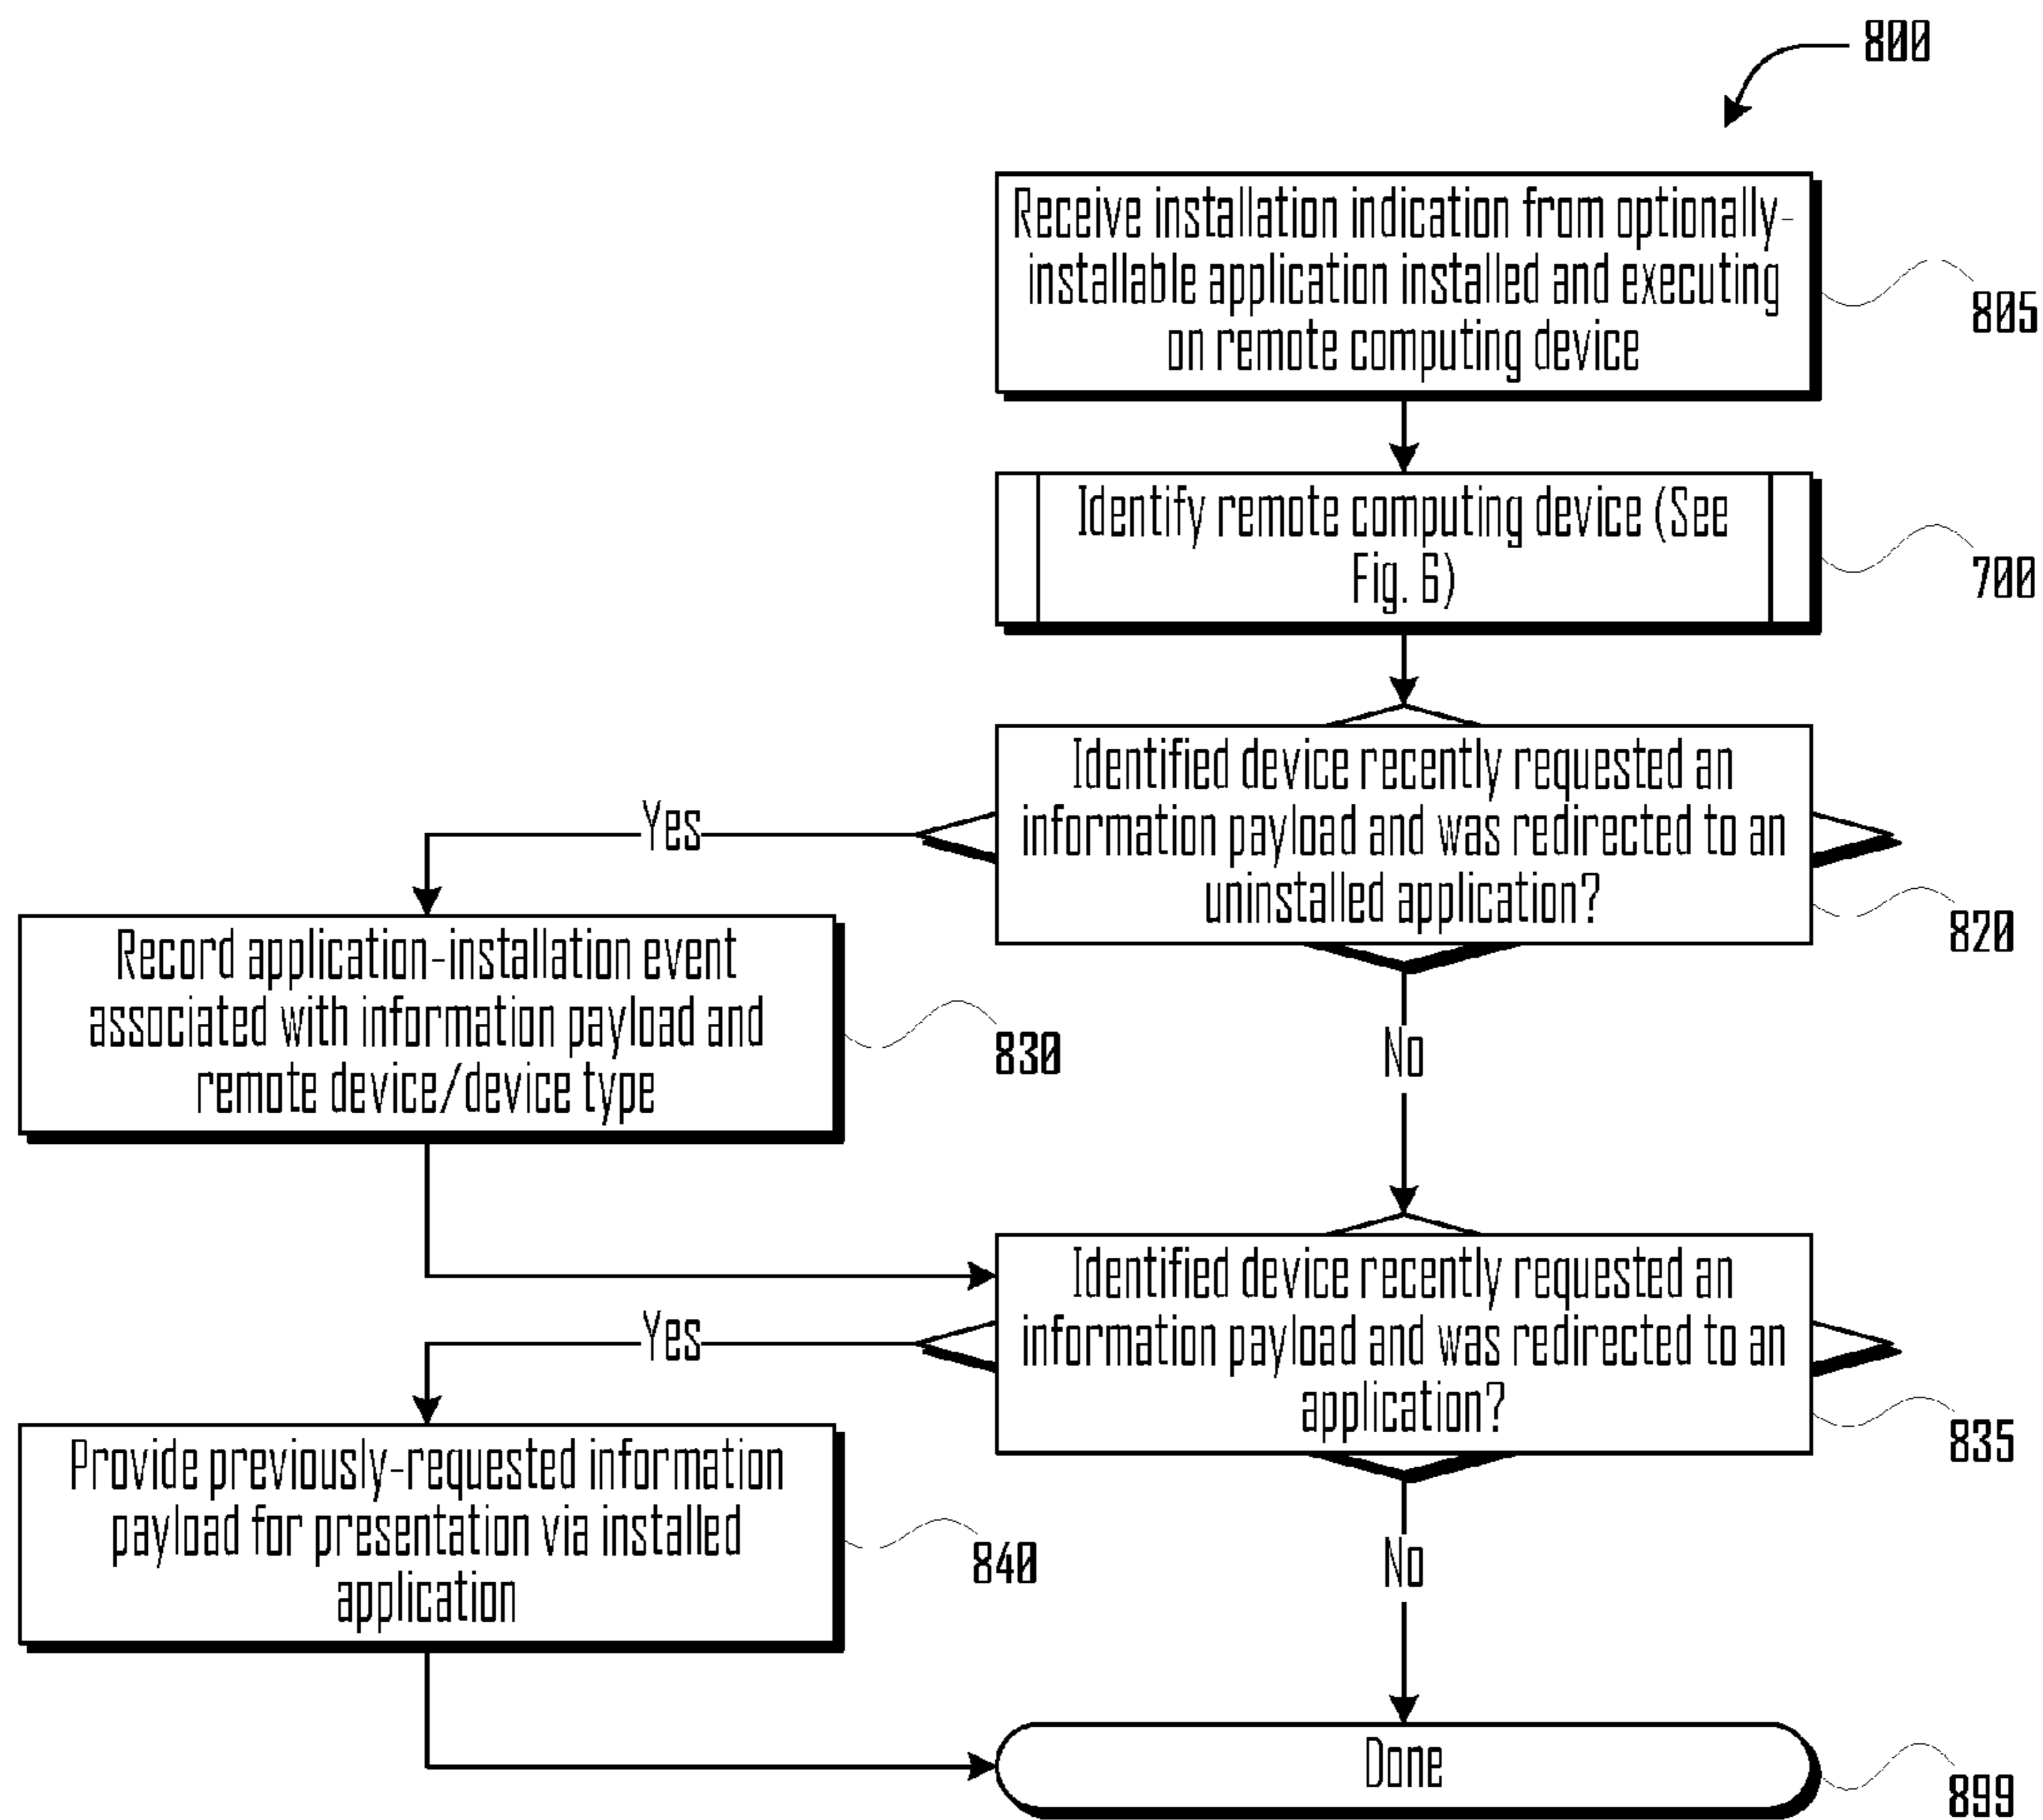 800
Receive installation indication from optionally-
installable application installed and executing
on remote computing device
805
Identify remote computing device (See
Fig. 6)
700
Identified device recently requested an
information payload and was redirected to an
uninstalled application?
820
Yes
No
Record application-installation event
associated with information payload and
remote device/device type
830
Identified device recently requested an
information payload and was redirected to an
application?
835
Yes
No
Provide previously-requested information
payload for presentation via installed
application
840
Done
899